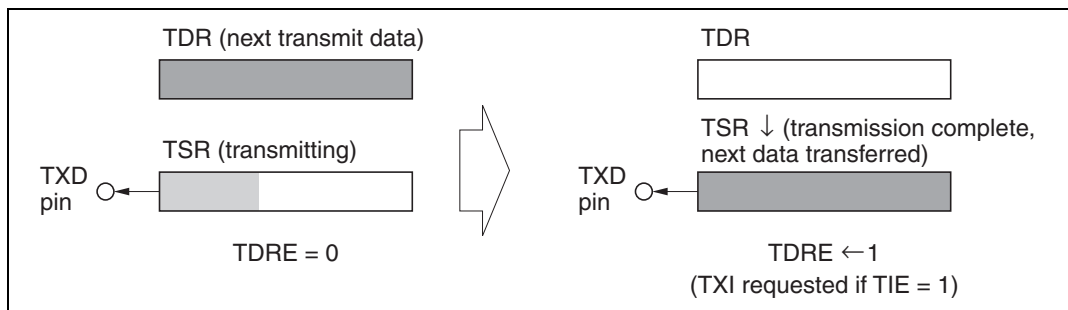 TDR (next transmit data)
TSR (transmitting)
TXD
pin
TDRE = 0
TDR
TSR ↓ (transmission complete,
next data transferred)
TXD
pin
TDRE ←1
(TXI requested if TIE = 1)